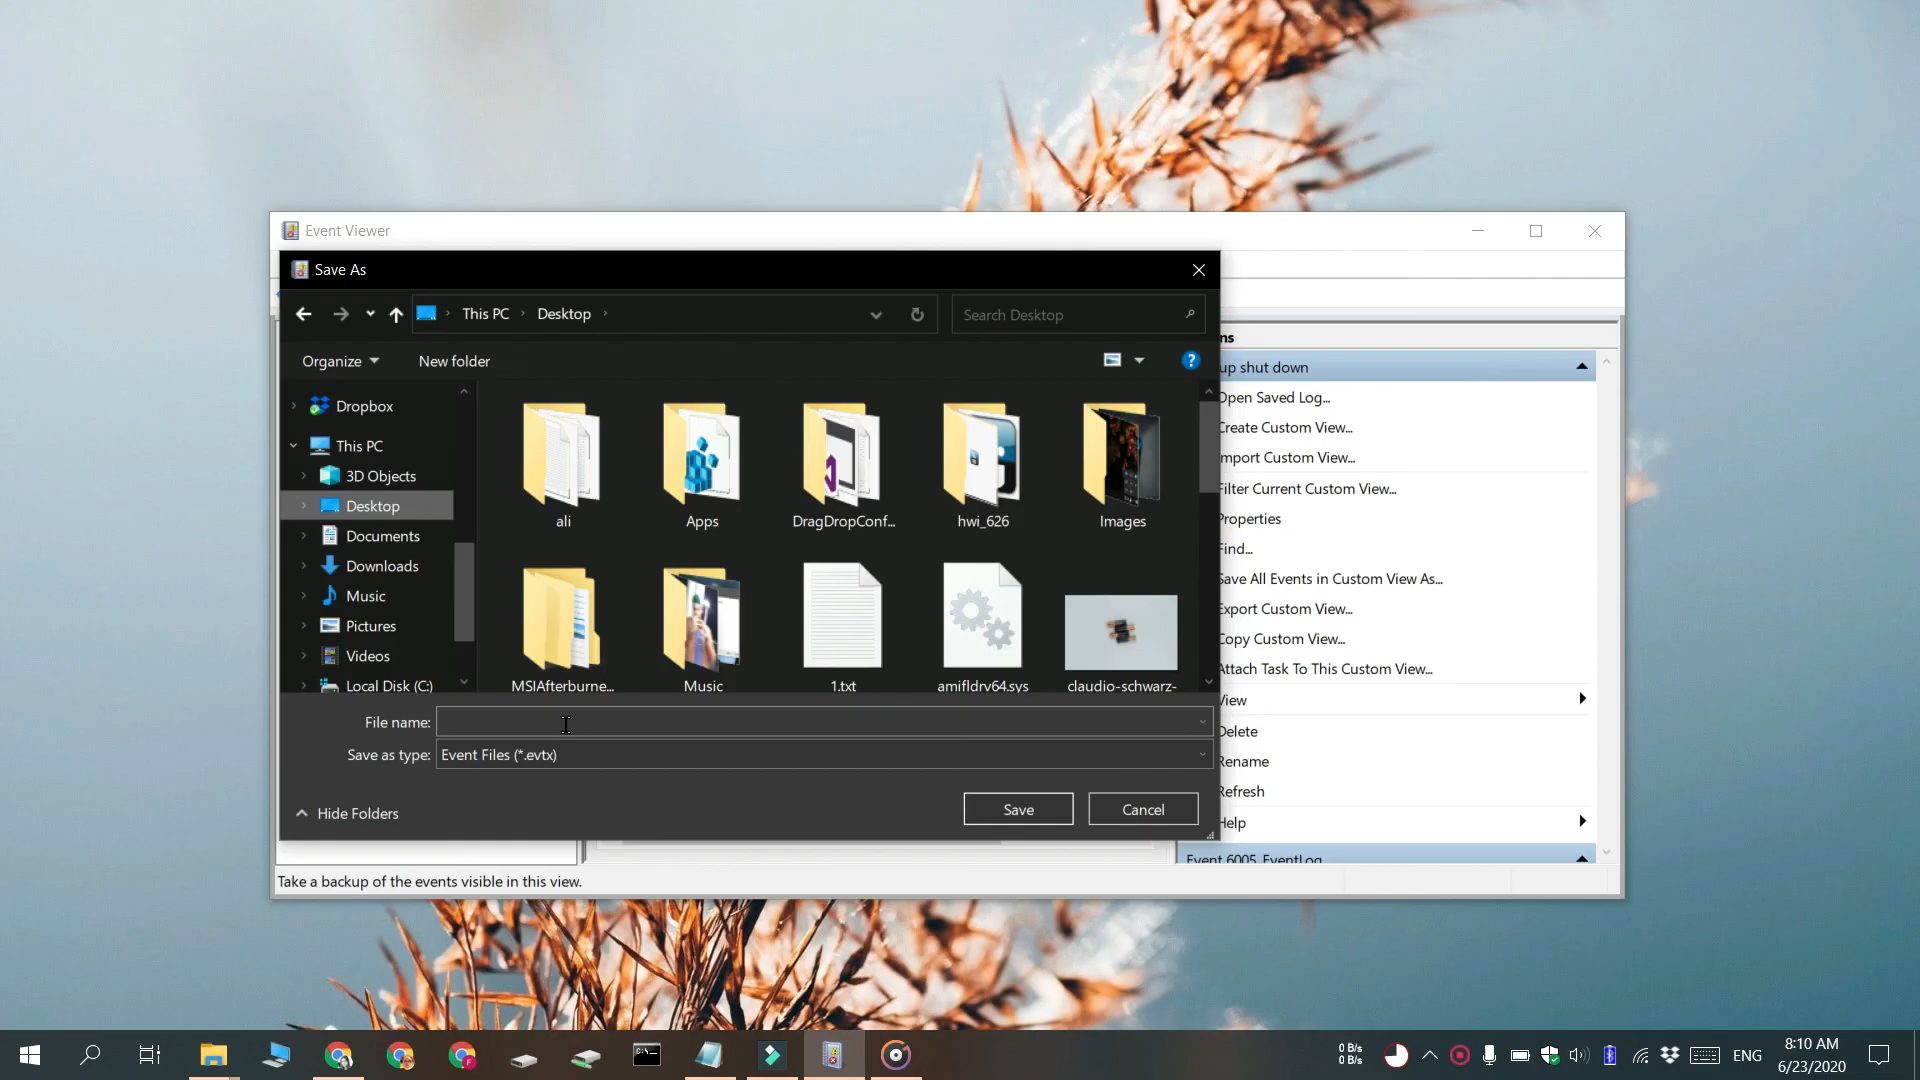 Event Viewer
Save As
This PC
Desktop
Search Desktop
Organize
New folder
Dropbox
This PC
3D Objects
Desktop
Documents
Downloads
Music
Pictures
Videos
Local Disk (C:)
ali
Apps
DragDropConf...
hwi_626
Images
MSIAfterburne...
Music
1.txt
amifldrv64.sys
claudio-schwarz-
File name:
Save as type:
Event Files (*.evtx)
Hide Folders
Save
Cancel
ns
up shut down
Open Saved Log...
Create Custom View...
mport Custom View...
Filter Current Custom View...
Properties
Find...
Save All Events in Custom View As...
Export Custom View...
Copy Custom View...
Attach Task To This Custom View...
View
Delete
Rename
Refresh
Help
Event 6005, EventLog
Take a backup of the events visible in this view.
0 B/s
0 B/s
ENG
8:10 AM
6/23/2020